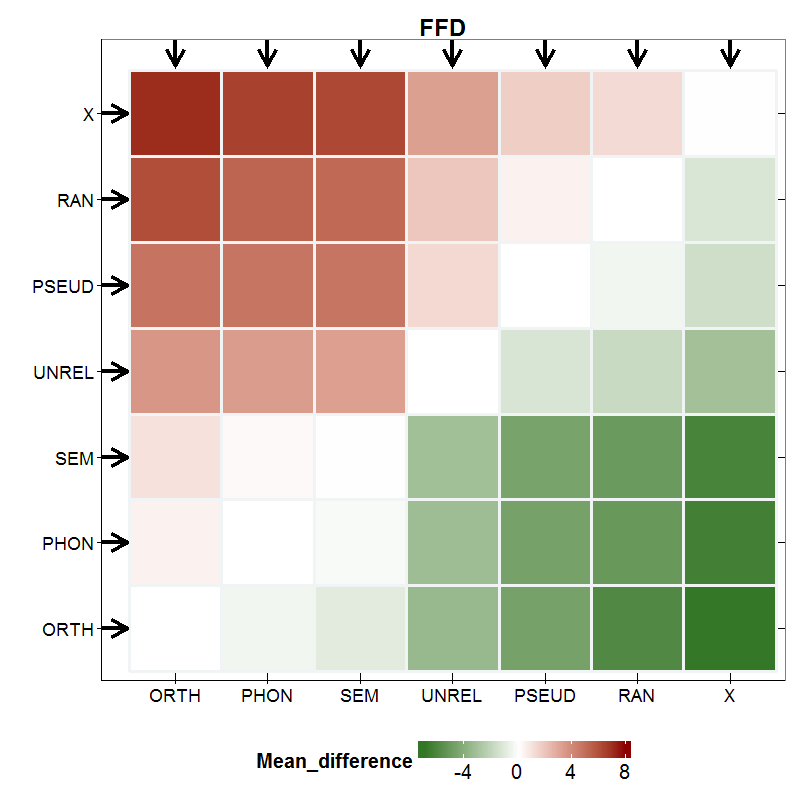 FFD
X
RAN
PSEUD
UNREL
SEM
PHON
ORTH
ORTH PHON SEM UNREL PSEUD RAN X
Mean_difference
-4 0 4 8